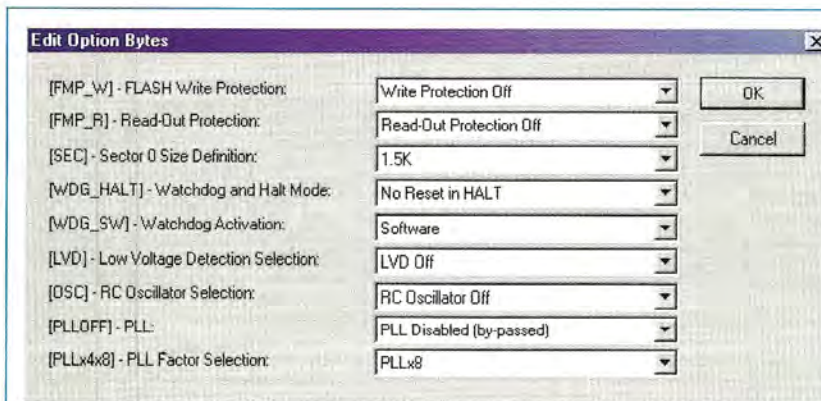 Edit Option Bytes
[FMP_W] - FLASH Write Protection: Write Protection Off OK
[FMP_R] - Read-Out Protection: Read-Out Protection Off
Cancel
[SEC] - Sector 0 Size Definition: 1.5K
[WDG_HALT] - Watchdog and Halt Mode: No Reset in HALT
[WDG_SW] - Watchdog Activation: Software
[LVD] - Low Voltage Detection Selection: LVD Off
[OSC] - RC Oscillator Selection: RC Oscillator Off
[PLLOFF] - PLL: PLL Disabled (by-passed)
[PLLx4x8] - PLL Factor Selection: PLLx8